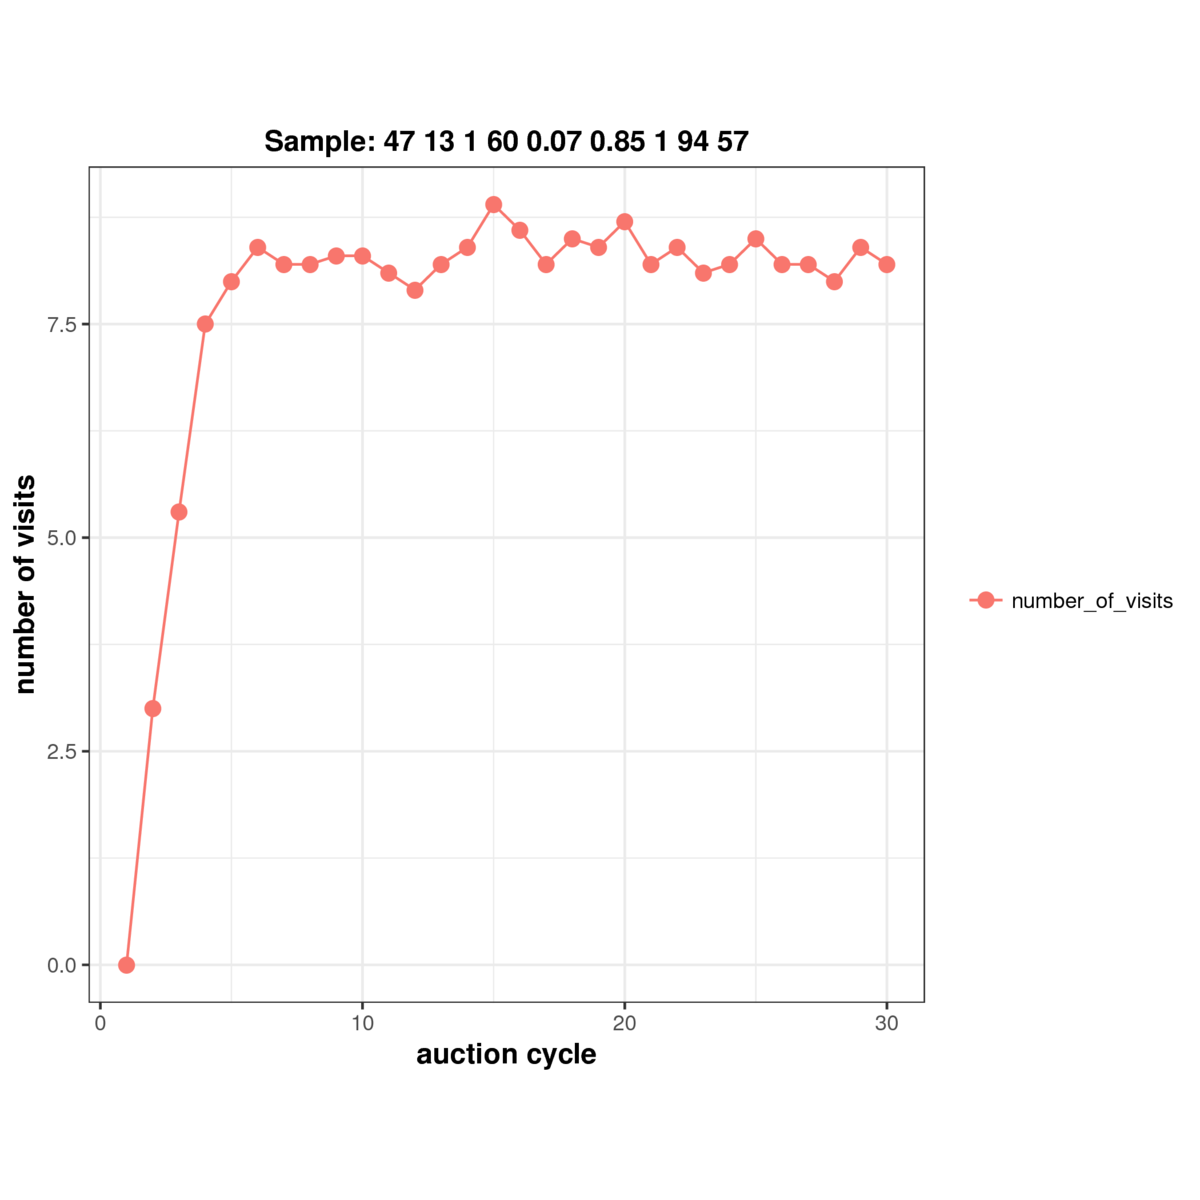 Sample: 47 13 1 60 0.07 0.85 1 94 57
number of visits
7.5
5.0
2.5
0.0
0 10 20 30
auction cycle
number_of_visits